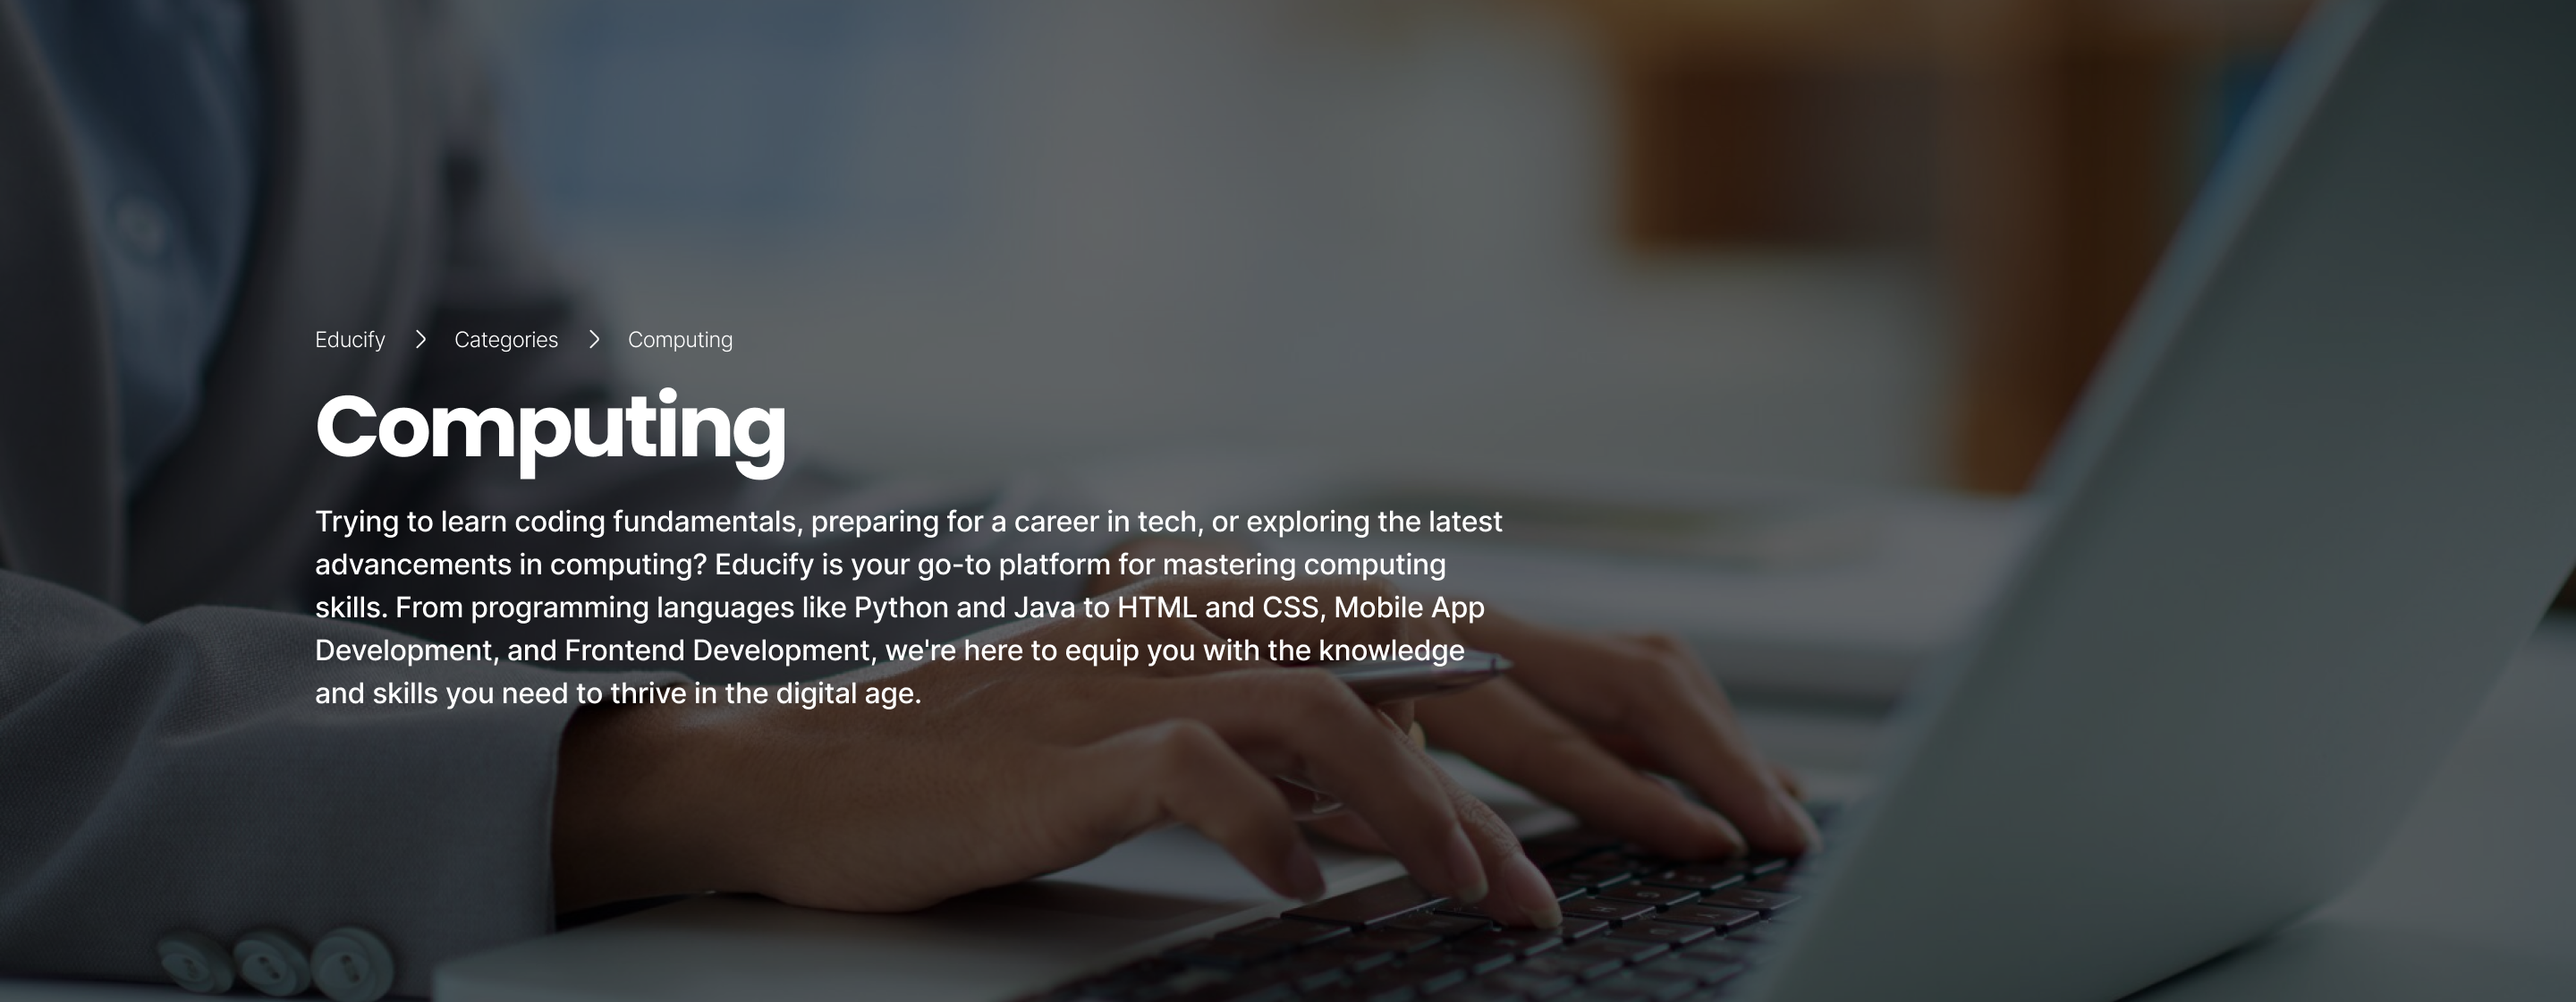 Educify > Categories > Computing
Computing
Trying to learn coding fundamentals, preparing for a career in tech, or exploring the latest
advancements in computing? Educify is your go-to platform for mastering computing
skills. From programming languages like Python and Java to HTML and CSS, Mobile App
Development, and Frontend Development, we're here to equip you with the knowledge
and skills you need to thrive in the digital age.